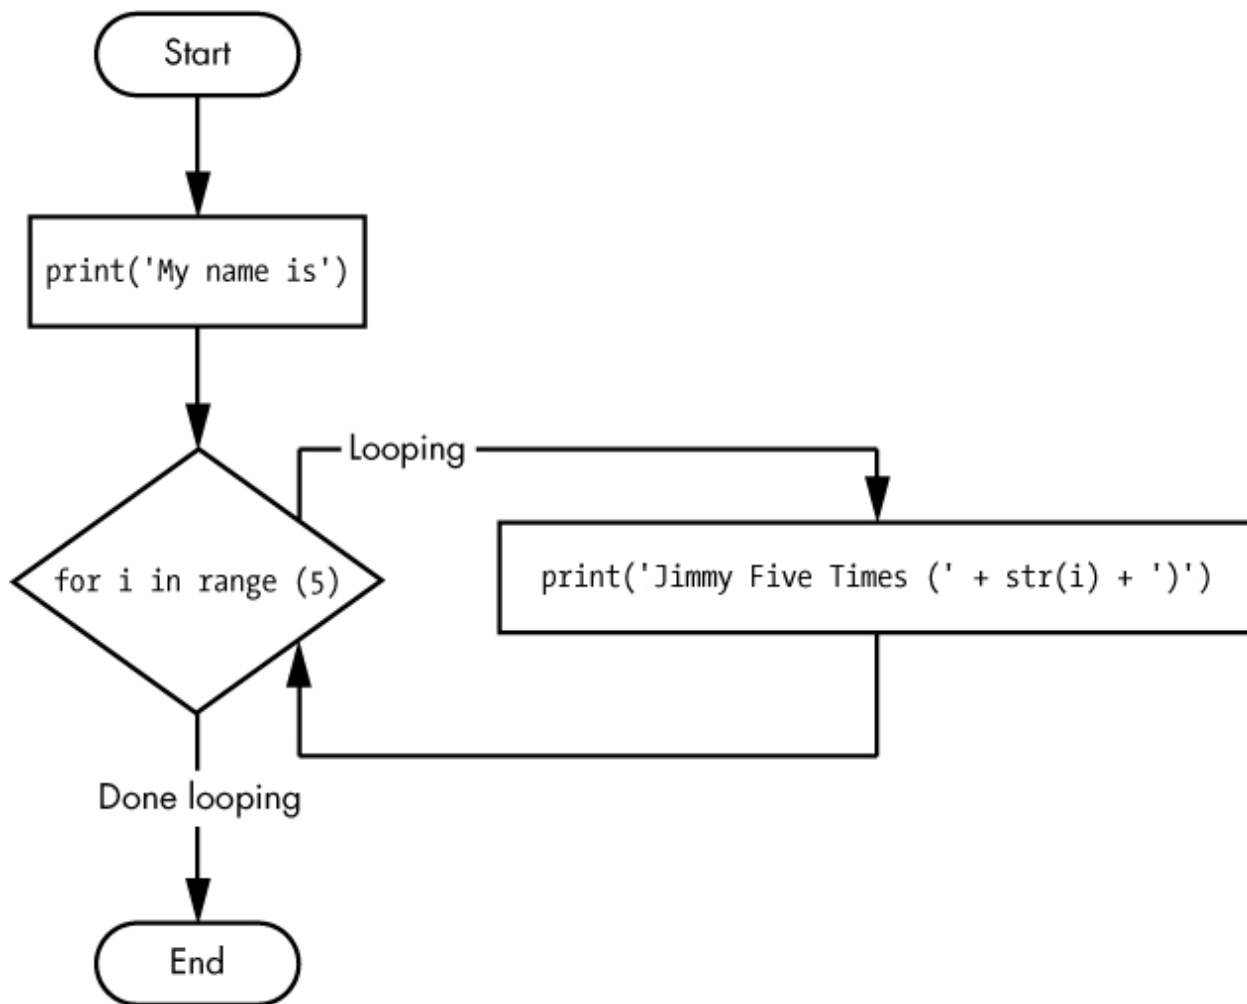 Start
print('My name is')
Looping
for i in range (5)
print('Jimmy Five Times (' + str(i) + ')')
Done looping
End